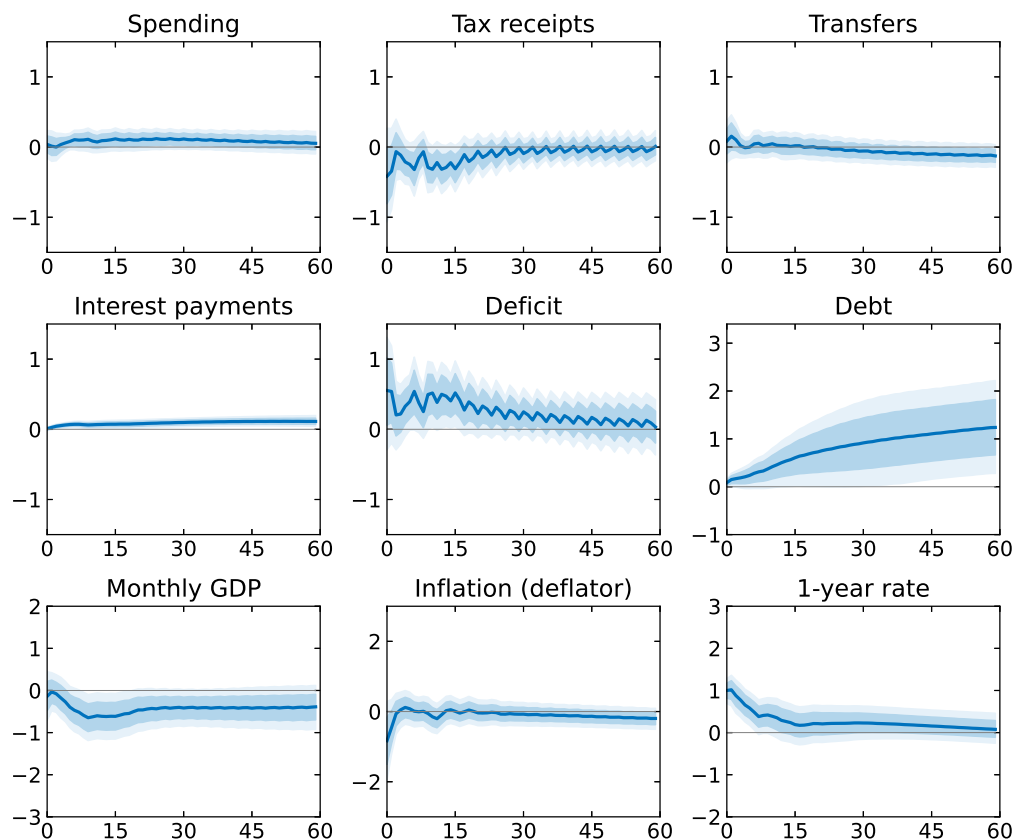 Spending Tax receipts Transfers
1 1 1
0 0 0
−1 −1 −1
0 15 30 45 60 0 15 30 45 60 0 15 30 45 60
Interest payments Deficit Debt
1 1 3
0 0 2
−1 −1 1
0
−1
0 15 30 45 60 0 15 30 45 60 0 15 30 45 60
Monthly GDP Inflation (deflator) 1-year rate
2 2 3
1 0 2
0 −2 1
−1 0
−2 −1
−3 −2
0 15 30 45 60 0 15 30 45 60 0 15 30 45 60